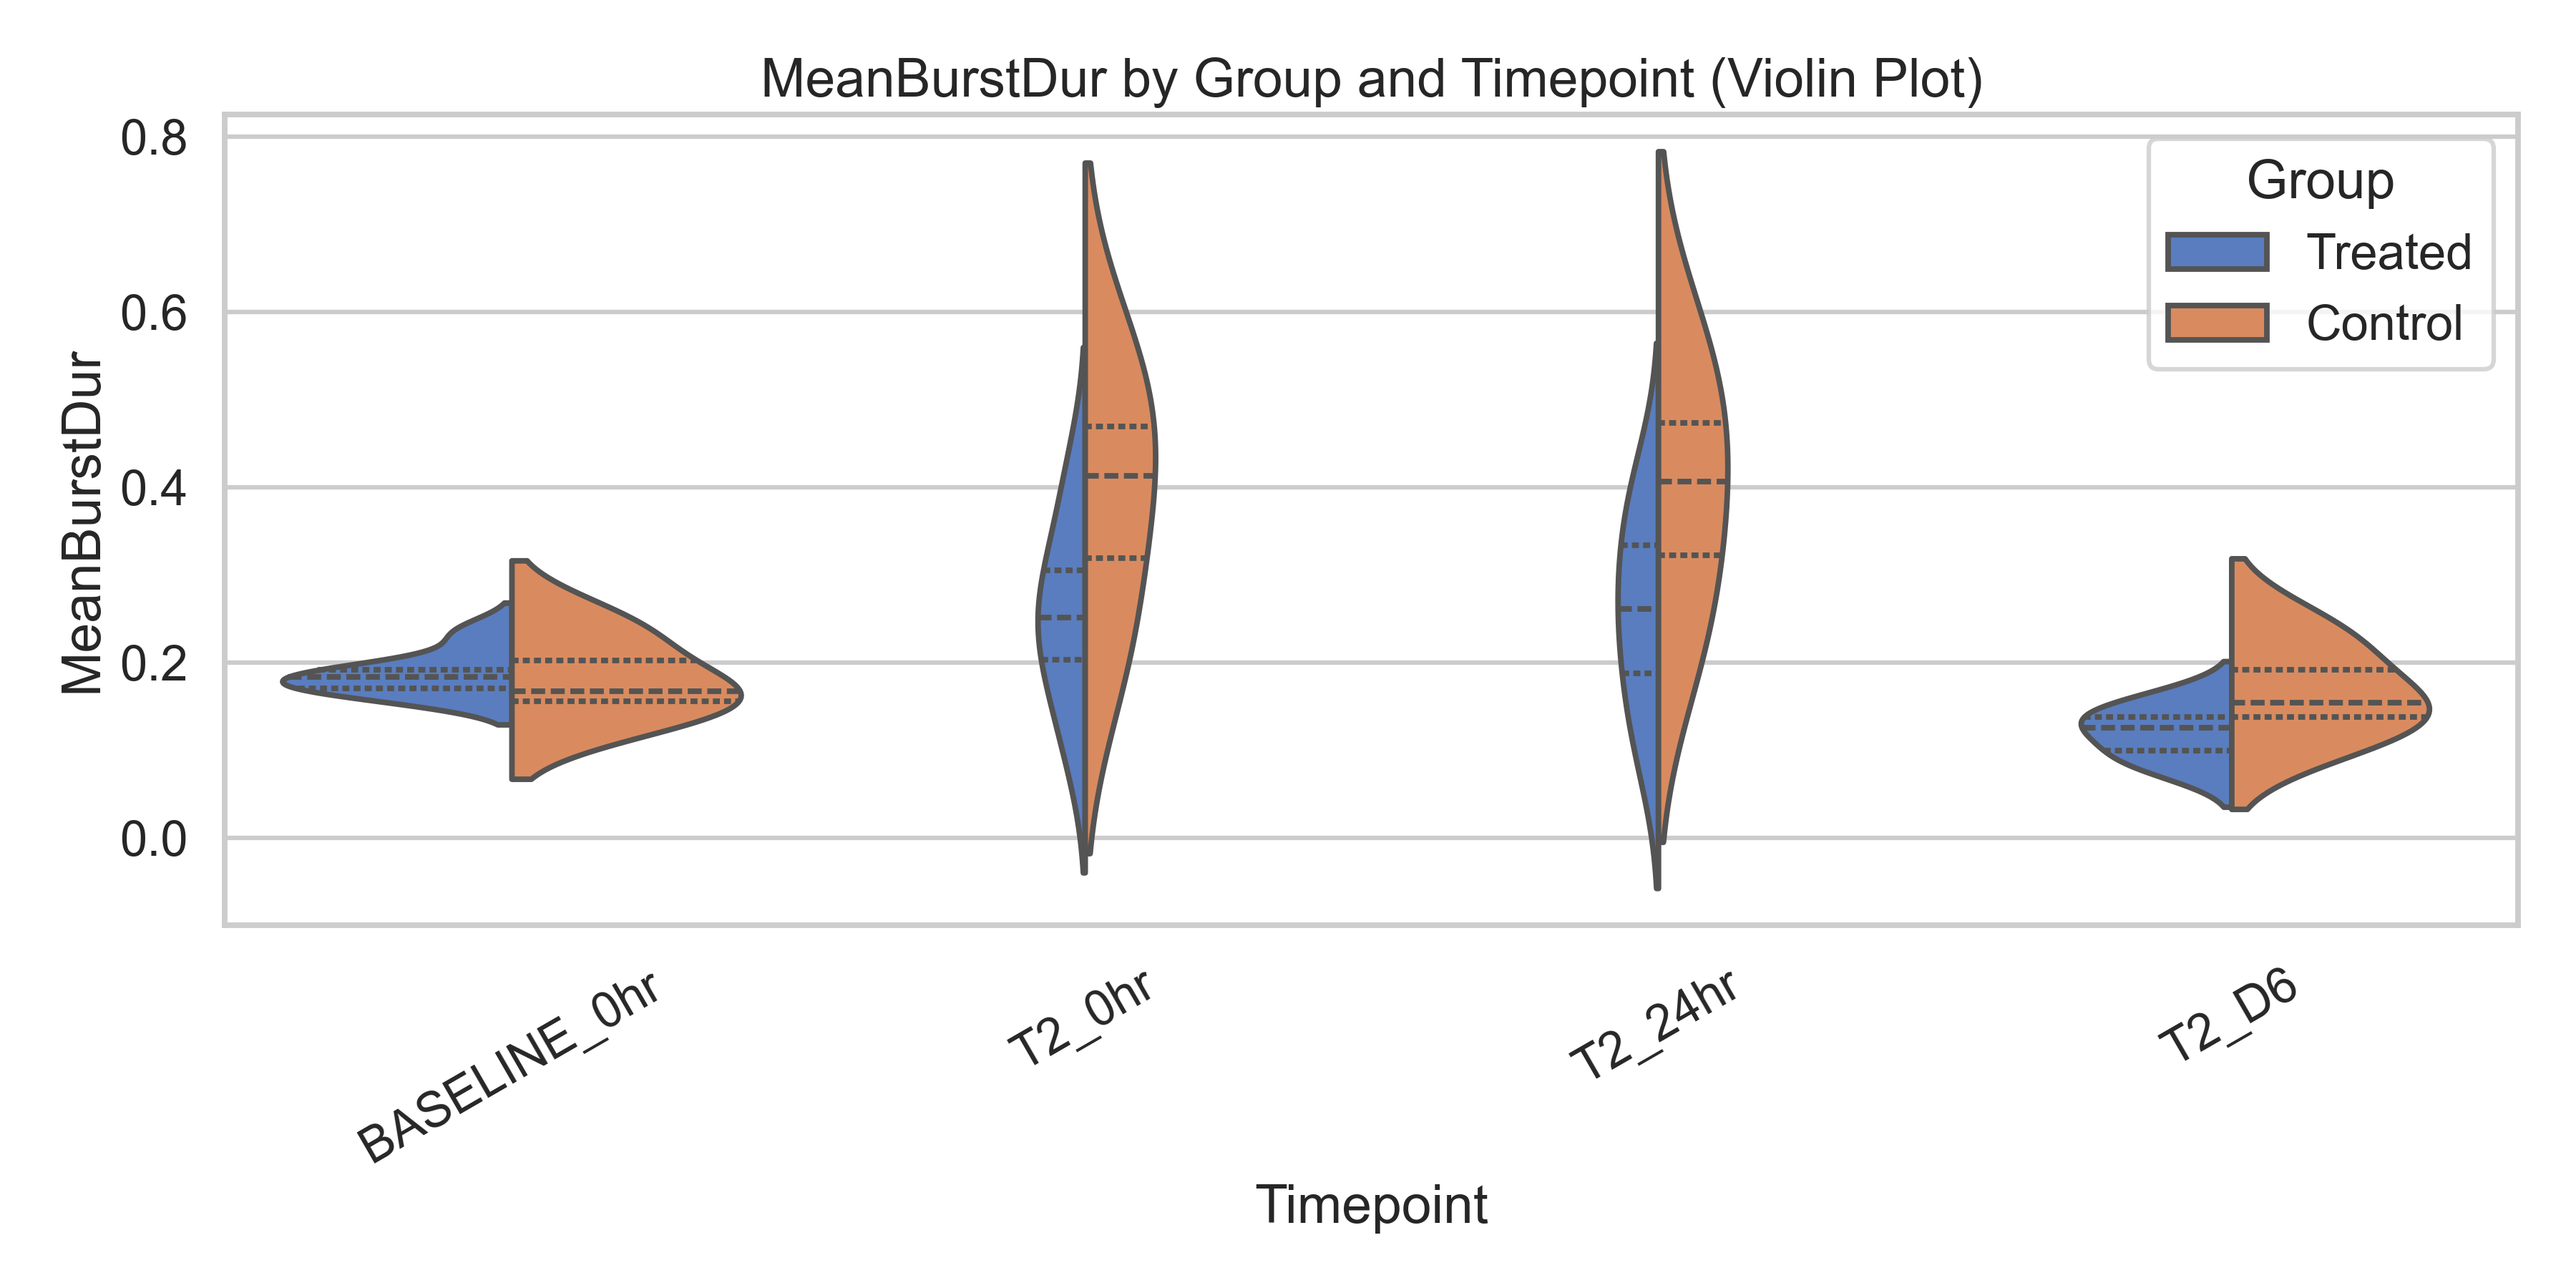 MeanBurstDur by Group and Timepoint (Violin Plot)
MeanBurstDur
0.8
0.6
0.4
0.2
0.0
Group
Treated
Control
BASELINE_0hr
T2_0hr
T2_24hr
T2_D6
Timepoint